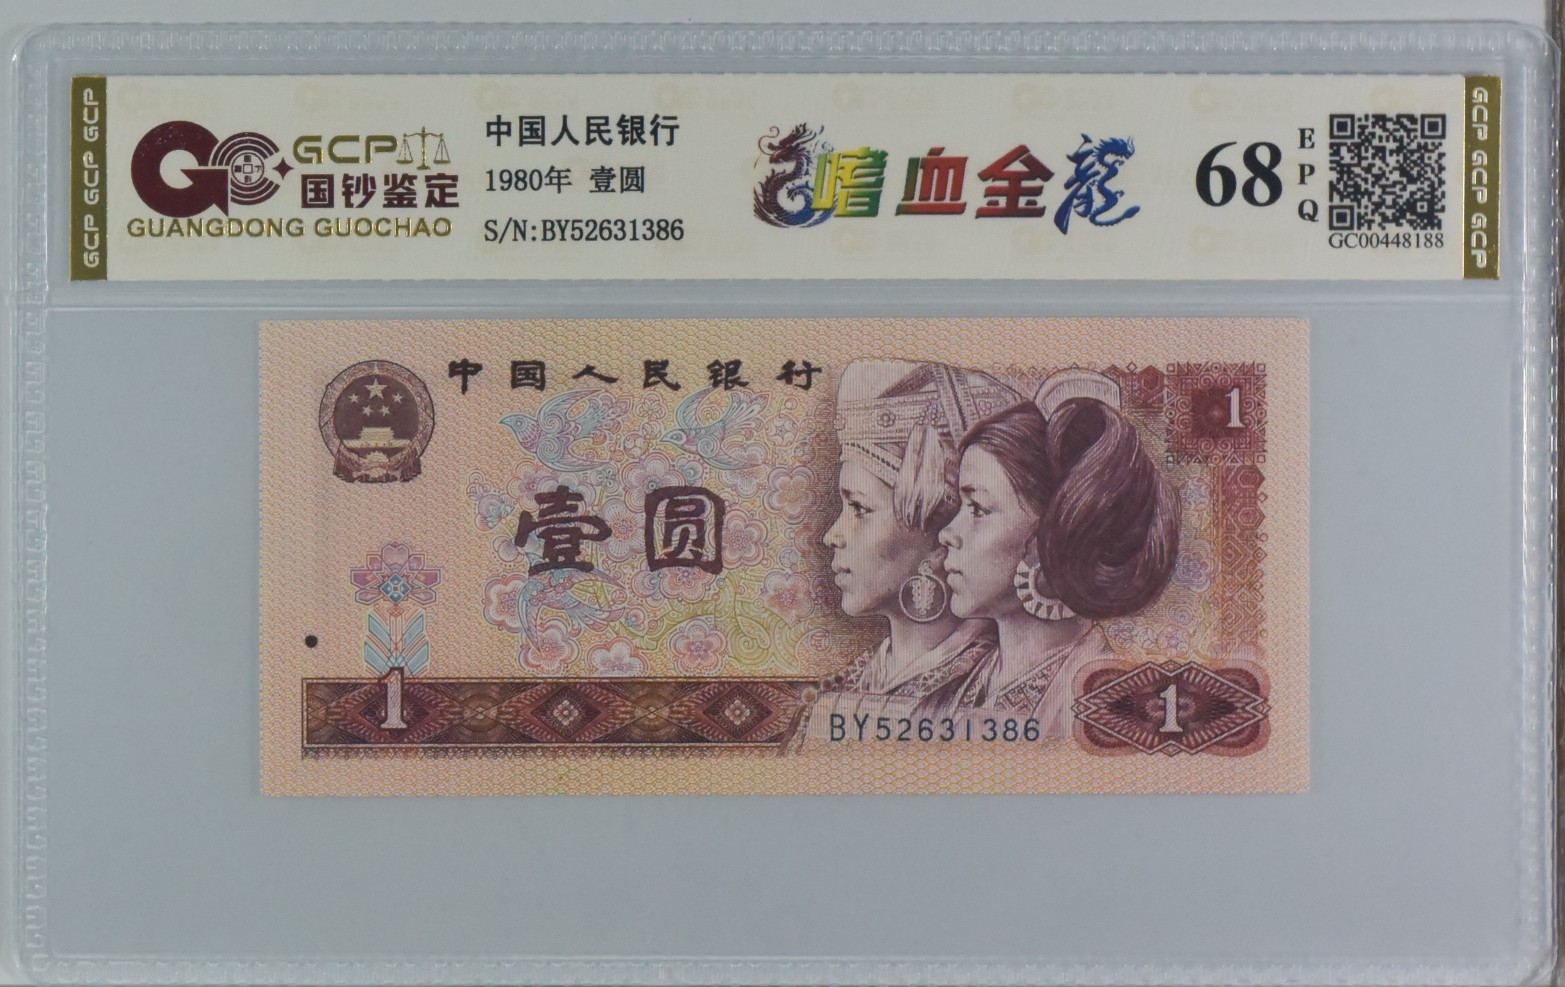 GCP GCP GCP
GCP
国钞鉴定
GUANGDONG GUOCHAO
中国人民银行
1980年 壹圆
S/N:BY52631386
嗜血金龍
68
EPQ
GC00448188
GCP GCP GCP
中国人民银行
1
壹圆
1
BY52631386
1